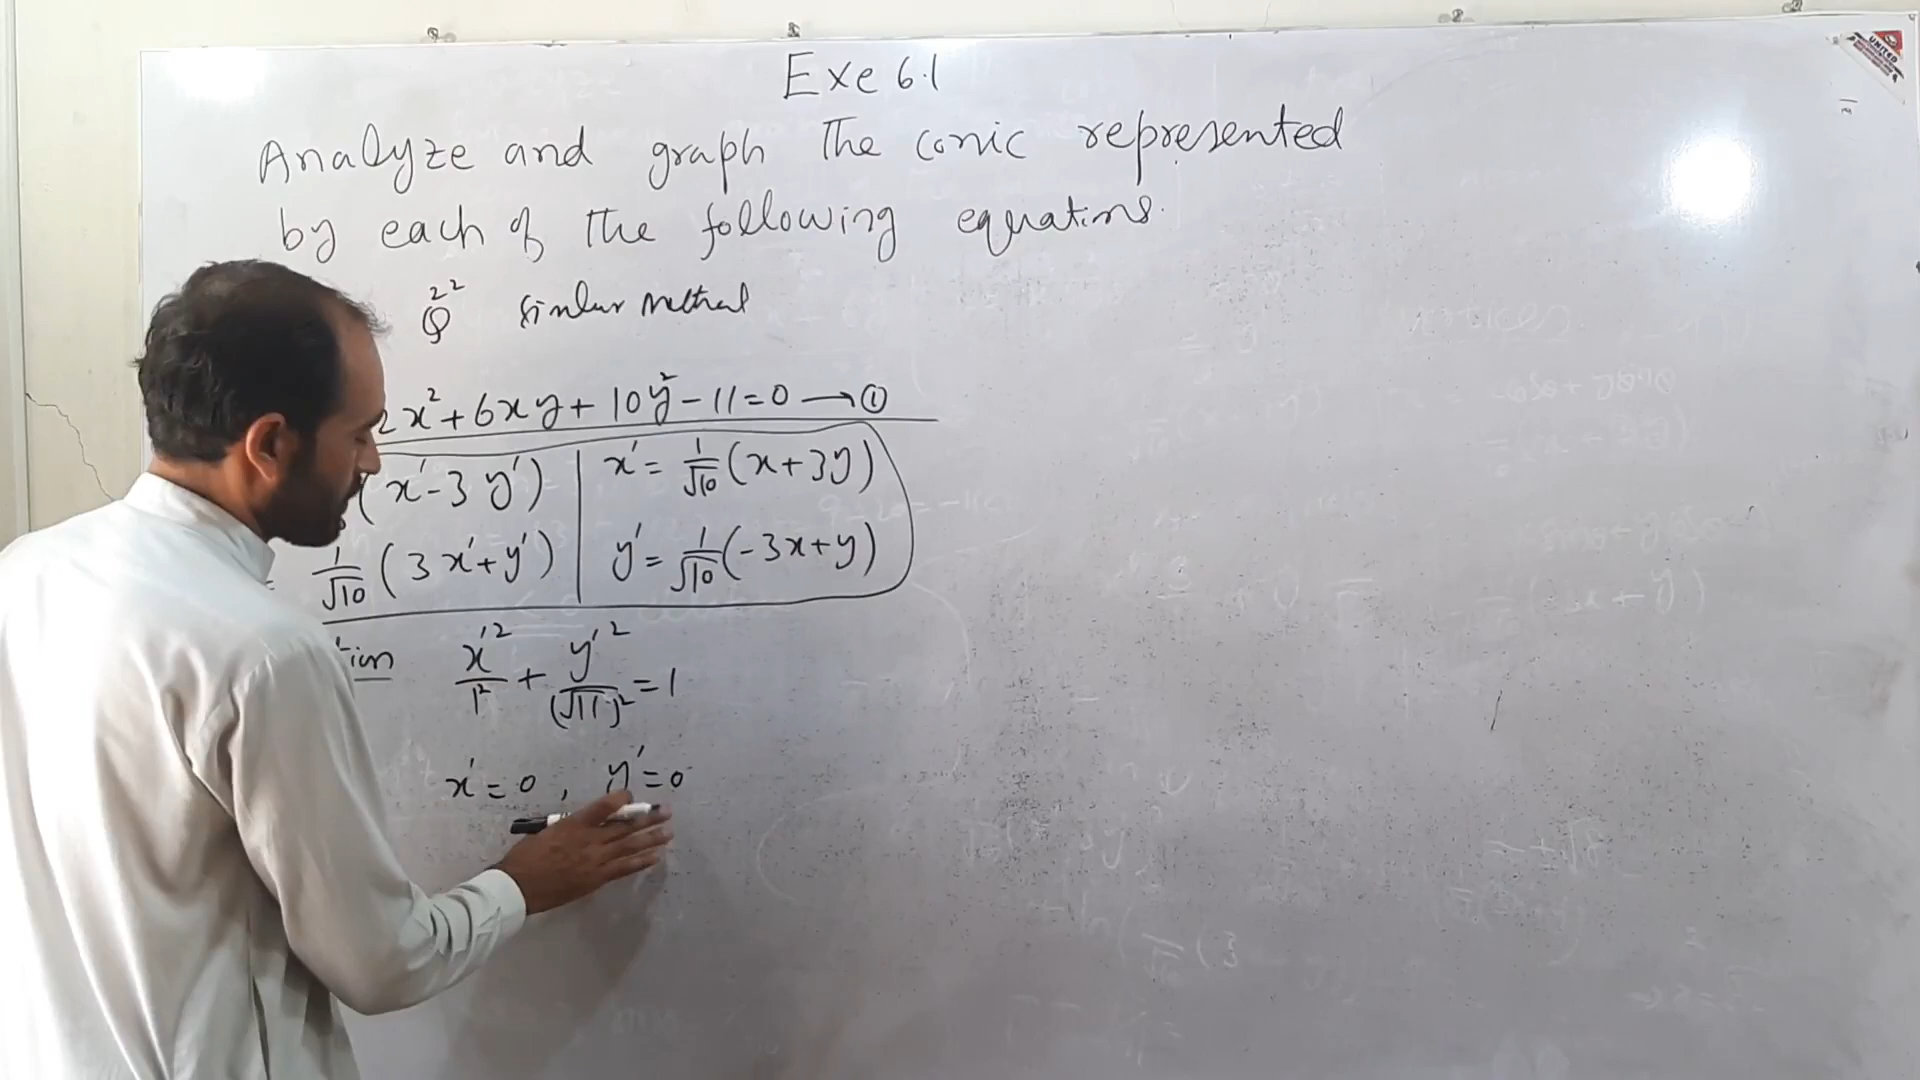 Exe 6.1
Analyze and graph the conic represented
by each of the following equations.
Q 22 similar method
2x² + 6xy + 10y² - 11 = 0 → ①
(x' - 3y') | x' = 1/√10 (x + 3y)
1/√10 (3x' + y') | y' = 1/√10 (-3x + y)
x'²/1² + y'²/(√11)² = 1
x' = 0 , y' = 0
UNITED